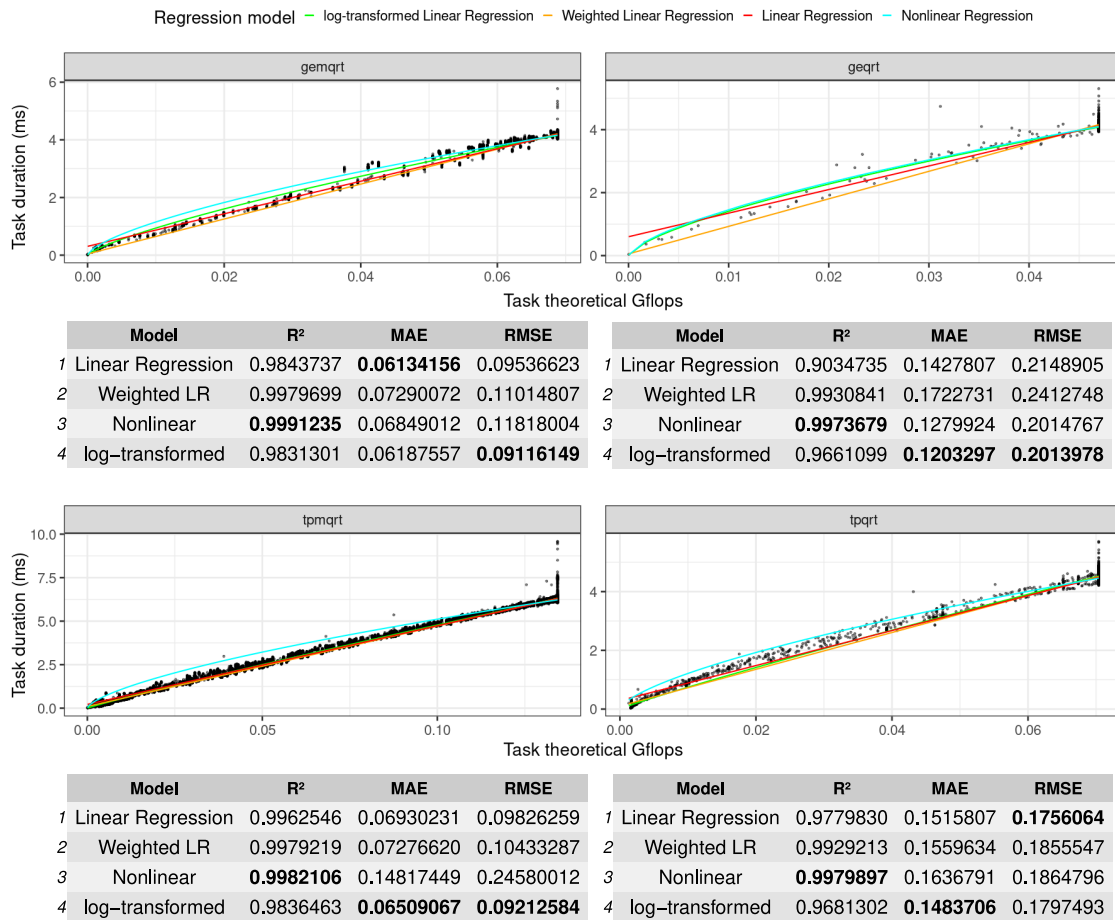 Regression model log-transformed Linear Regression Weighted Linear Regression Linear Regression Nonlinear Regression
gemqrt
geqrt
Task duration (ms)
6
4
2
0
0.00 0.02 0.04 0.06
4
2
0
0.00 0.01 0.02 0.03 0.04
Task theoretical Gflops
Model R² MAE RMSE
1 Linear Regression 0.9843737 0.06134156 0.09536623
2 Weighted LR 0.9979699 0.07290072 0.11014807
3 Nonlinear 0.9991235 0.06849012 0.11818004
4 log−transformed 0.9831301 0.06187557 0.09116149
Model R² MAE RMSE
1 Linear Regression 0.9034735 0.1427807 0.2148905
2 Weighted LR 0.9930841 0.1722731 0.2412748
3 Nonlinear 0.9973679 0.1279924 0.2014767
4 log−transformed 0.9661099 0.1203297 0.2013978
tpmqrt
tpqrt
Task duration (ms)
10.0
7.5
5.0
2.5
0.0
0.00 0.05 0.10
4
2
0
0.00 0.02 0.04 0.06
Task theoretical Gflops
Model R² MAE RMSE
1 Linear Regression 0.9962546 0.06930231 0.09826259
2 Weighted LR 0.9979219 0.07276620 0.10433287
3 Nonlinear 0.9982106 0.14817449 0.24580012
4 log−transformed 0.9836463 0.06509067 0.09212584
Model R² MAE RMSE
1 Linear Regression 0.9779830 0.1515807 0.1756064
2 Weighted LR 0.9929213 0.1559634 0.1855547
3 Nonlinear 0.9979897 0.1636791 0.1864796
4 log−transformed 0.9681302 0.1483706 0.1797493